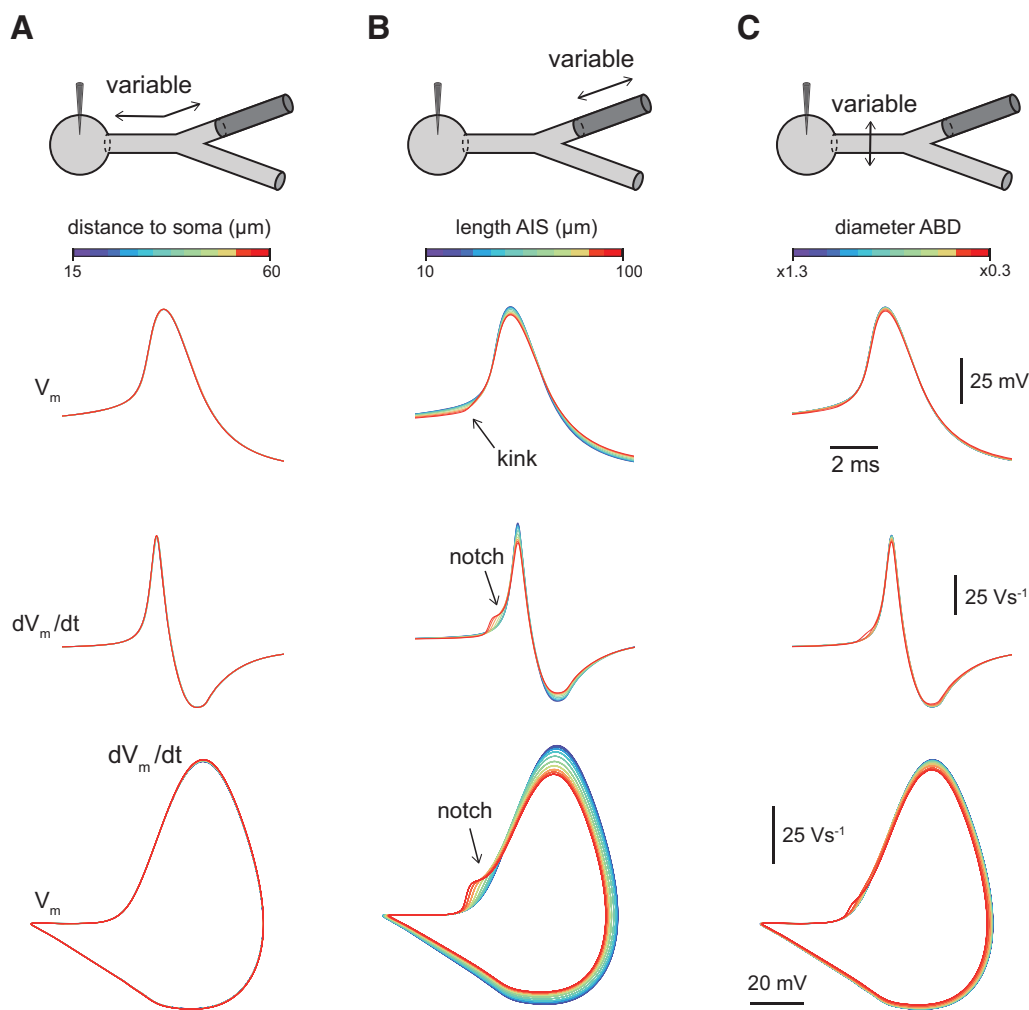 A
B
C
variable
variable
variable
distance to soma (µm)
15
60
length AIS (µm)
10
100
diameter ABD
x1.3
x0.3
Vm
kink
25 mV
2 ms
dVm/dt
notch
25 Vs-1
dVm/dt
Vm
notch
25 Vs-1
20 mV